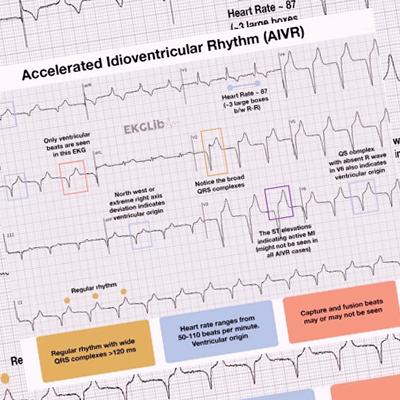 Heart Rate ~ 87
(~3 large boxes
Accelerated Idioventricular Rhythm (AIVR)
Heart Rate ~ 87
(~3 large boxes
b/w R-R)
Only ventricular
beats are seen
in this EKG
EKGLib
QS complex
with absent R wave
in V6 also indicates
ventricular origin
North west or
extreme right axis
deviation indicates
ventricular origin
Notice the broad
QRS complexes
The ST elevations
indicating active MI
(might not be seen in
all AIVR cases)
III
II
Regular rhythm
Regular rhythm with wide
QRS complexes >120 ms
Heart rate ranges from
50-110 beats per minute.
Ventricular origin
Capture and fusion beats
may or may not be seen
Re